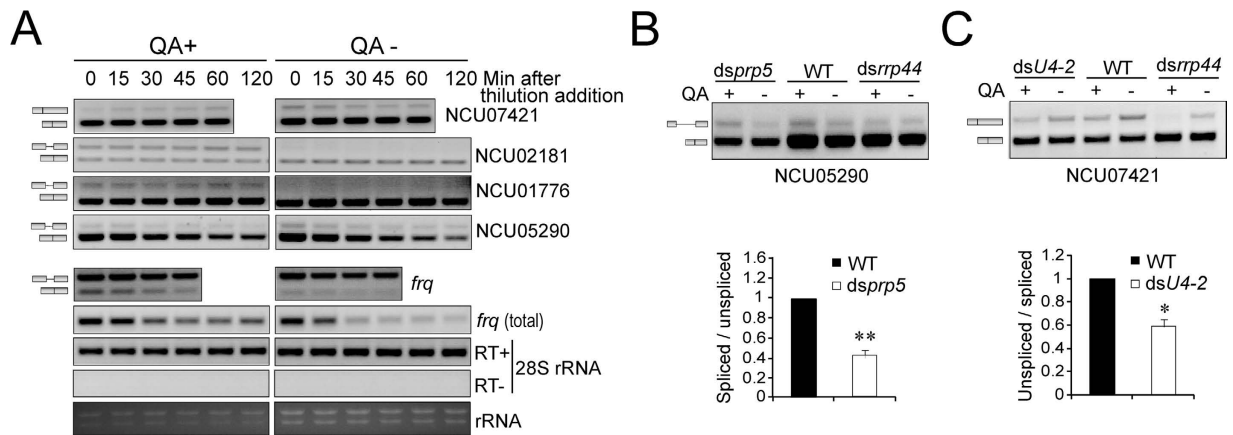 A
QA+
QA -
0 15 30 45 60 120
0 15 30 45 60 120
Min after
thilution addition
NCU07421
NCU02181
NCU01776
NCU05290
frq
frq (total)
RT+
RT-
28S rRNA
rRNA
B
dsprp5 WT dsrrp44
QA + - + - + -
NCU05290
Spliced / unspliced
1.6
1.4
1.2
1
0.8
0.6
0.4
0.2
0
WT
dsprp5
**
C
dsU4-2 WT dsrrp44
QA + - + - + -
NCU07421
Unspliced / spliced
1.2
1
0.8
0.6
0.4
0.2
0
WT
dsU4-2
*